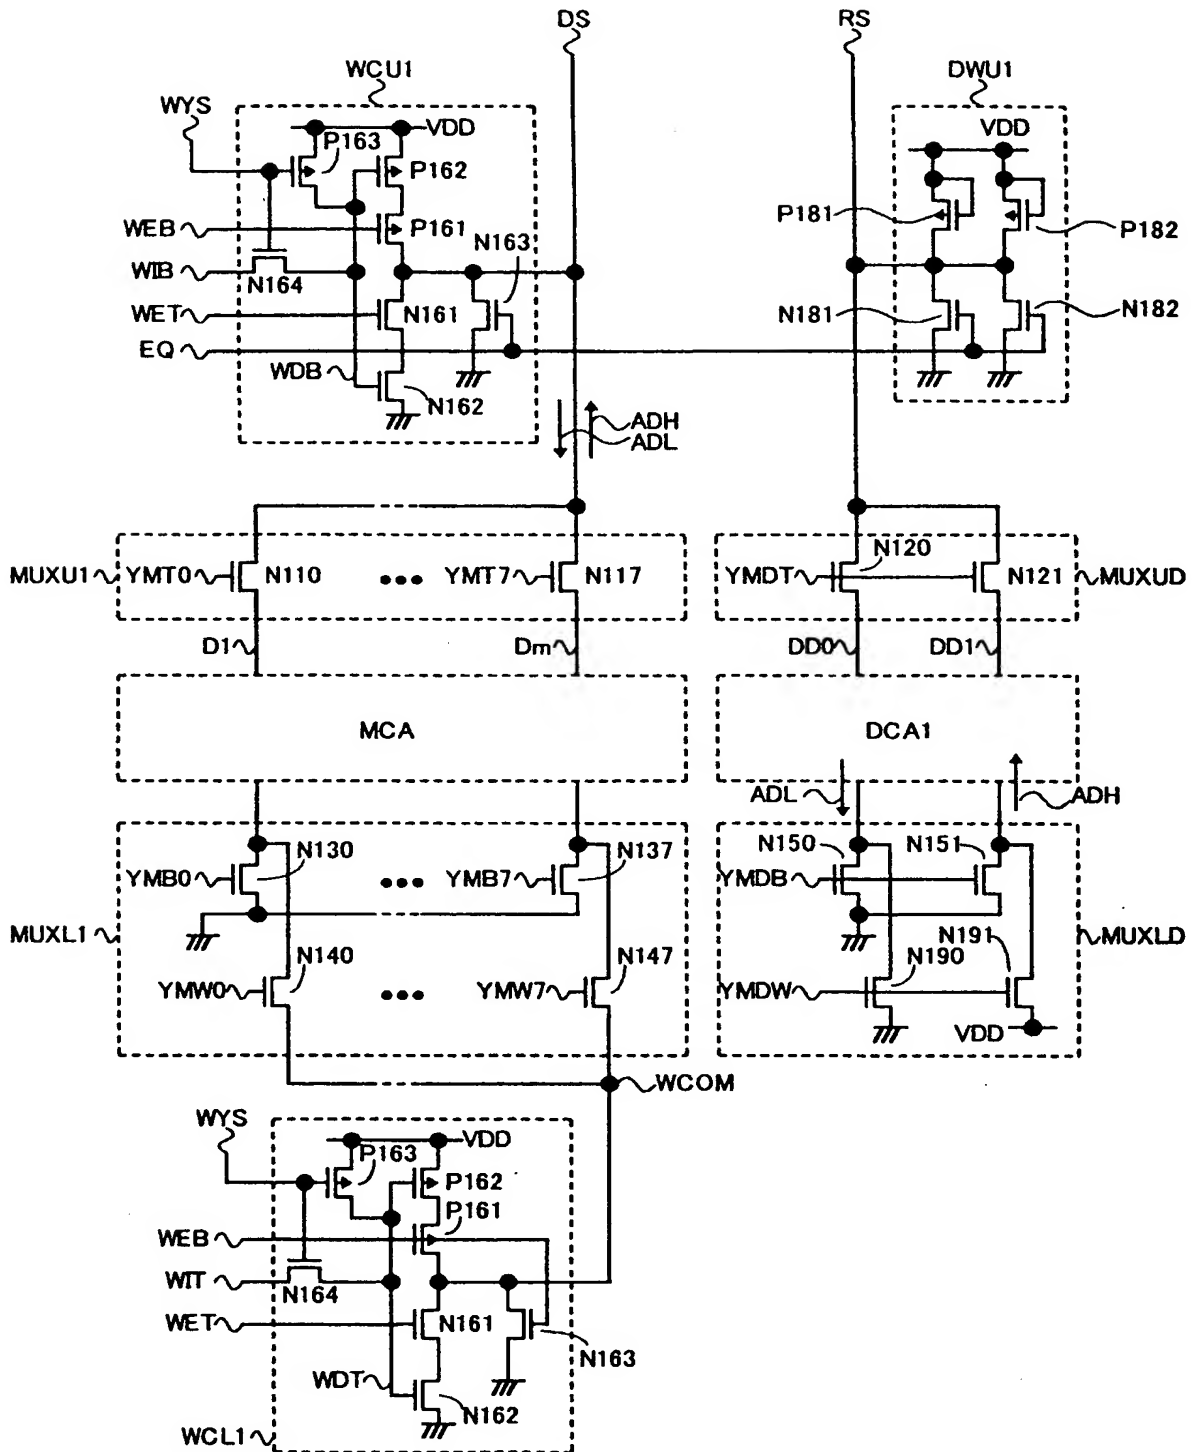 DS RS
WCU1 DWU1
WYS VDD VDD
P163
P162
P181 P182
WEB P161 N163
WIB
N164
WET N161 N181 N182
EQ
WDB
N162
ADH
ADL
N120
MUXU1 YMT0 N110 ••• YMT7 N117 YMDT N121 MUXUD
D1 Dm DD0 DD1
MCA DCA1
ADL ADH
N130 N137 N150 N151
YMB0 ••• YMB7 YMDB
MUXL1 MUXLD
N140 N147 N190 N191
YMW0 ••• YMW7 YMDW
VDD
WCOM
WYS
VDD
P163
P162
P161
WEB
WIT
N164
WET N161
N163
WDT
N162
WCL1